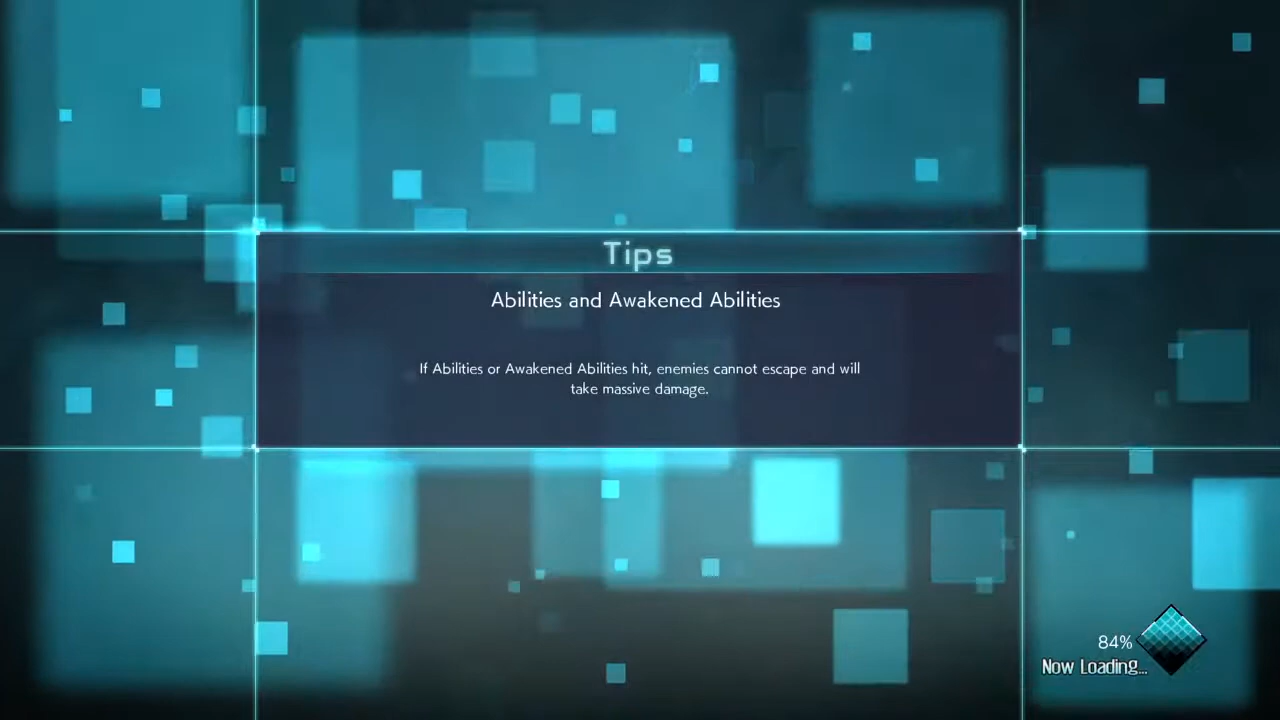 Tips
Abilities and Awakened Abilities
If Abilities or Awakened Abilities hit, enemies cannot escape and will
take massive damage.
84%
Now Loading...